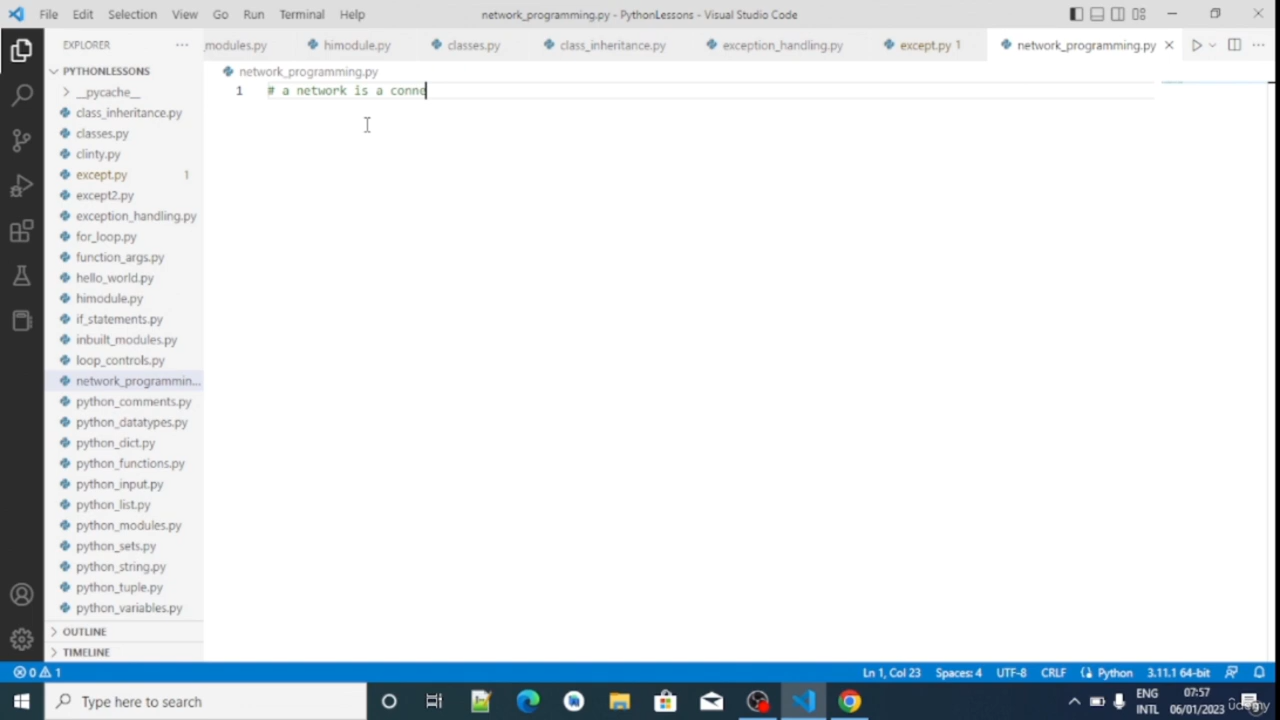 File Edit Selection View Go Run Terminal Help
network_programming.py - PythonLessons - Visual Studio Code
EXPLORER
_modules.py himodule.py classes.py class_inheritance.py exception_handling.py except.py 1 network_programming.py
PYTHONLESSONS
network_programming.py
__pycache__
1 # a network is a conne
class_inheritance.py
classes.py
clinty.py
except.py 1
except2.py
exception_handling.py
for_loop.py
function_args.py
hello_world.py
himodule.py
if_statements.py
inbuilt_modules.py
loop_controls.py
network_programmin...
python_comments.py
python_datatypes.py
python_dict.py
python_functions.py
python_input.py
python_list.py
python_modules.py
python_sets.py
python_string.py
python_tuple.py
python_variables.py
OUTLINE
TIMELINE
0 1 Ln 1, Col 23 Spaces: 4 UTF-8 CRLF Python 3.11.1 64-bit
Type here to search
ENG
INTL
07:57
06/01/2023
udemy